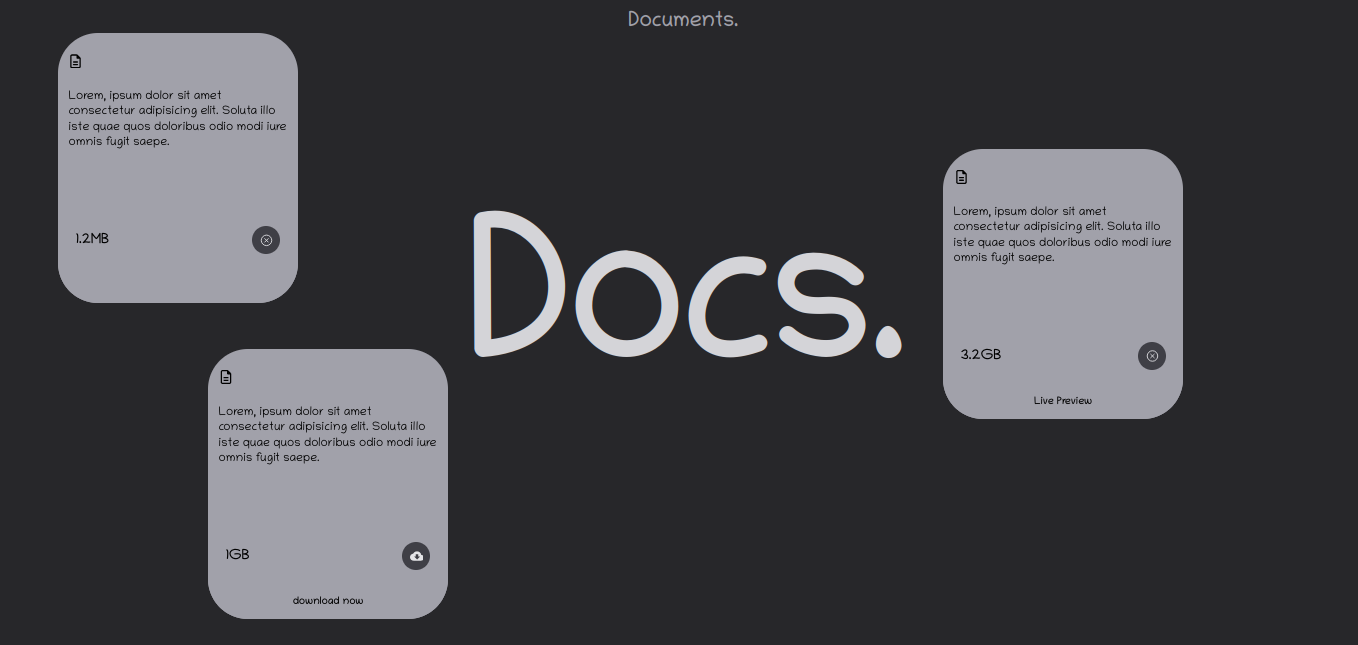 Documents.
Lorem, ipsum dolor sit amet
consectetur adipisicing elit. Soluta illo
iste quae quos doloribus odio modi iure
omnis fugit saepe.
1.2MB
Docs.
Lorem, ipsum dolor sit amet
consectetur adipisicing elit. Soluta illo
iste quae quos doloribus odio modi iure
omnis fugit saepe.
3.2GB
Live Preview
Lorem, ipsum dolor sit amet
consectetur adipisicing elit. Soluta illo
iste quae quos doloribus odio modi iure
omnis fugit saepe.
1GB
download now